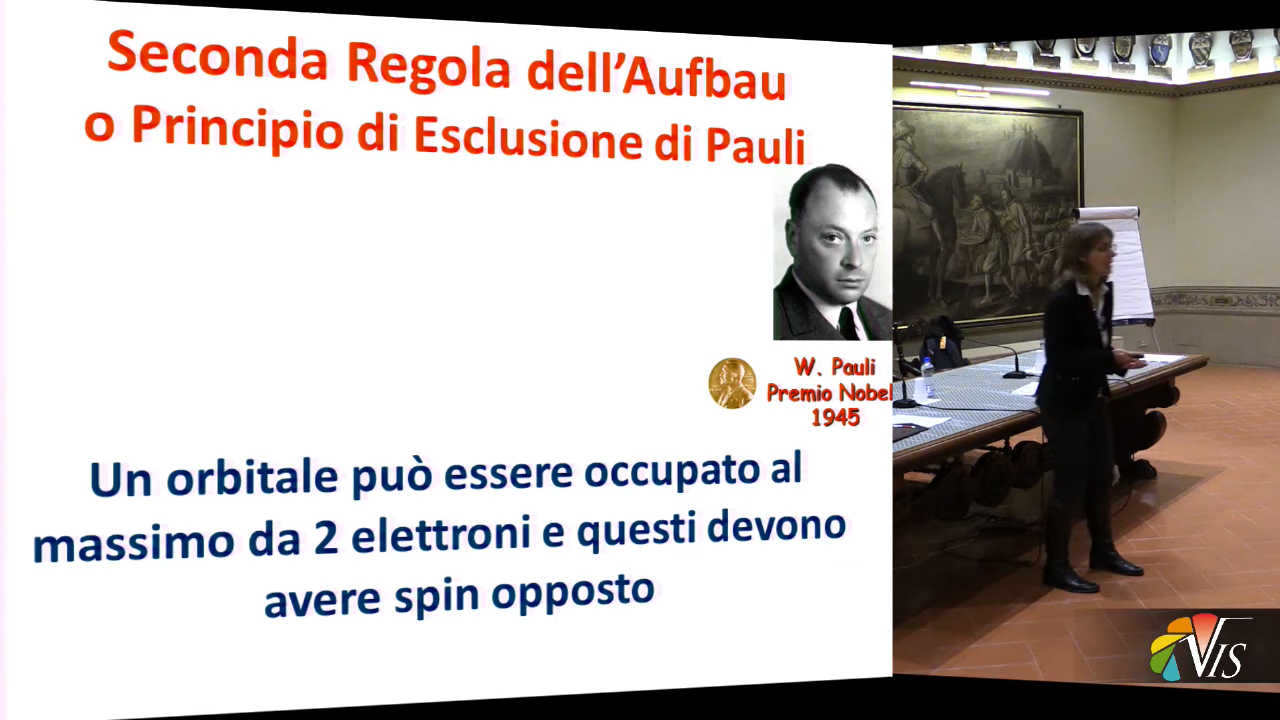 Seconda Regola dell’Aufbau
o Principio di Esclusione di Pauli
W. Pauli
Premio Nobel
1945
Un orbitale può essere occupato al
massimo da 2 elettroni e questi devono
avere spin opposto
VIS